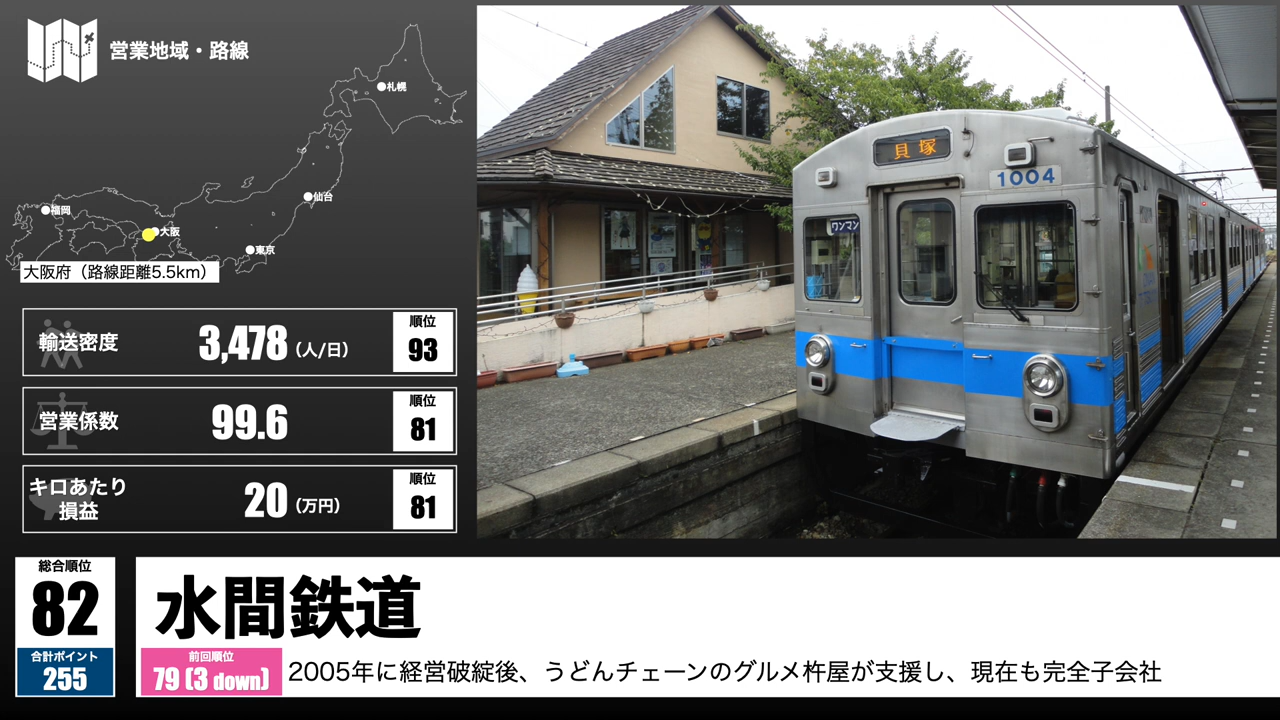 営業地域・路線
札幌
仙台
福岡
大阪
東京
大阪府（路線距離5.5km）
輸送密度
3,478（人/日）
順位
93
営業係数
99.6
順位
81
キロあたり
損益
20（万円）
順位
81
貝塚
1004
ワンマン
総合順位
82
合計ポイント
255
水間鉄道
前回順位
79 (3 down)
2005年に経営破綻後、うどんチェーンのグルメ杵屋が支援し、現在も完全子会社